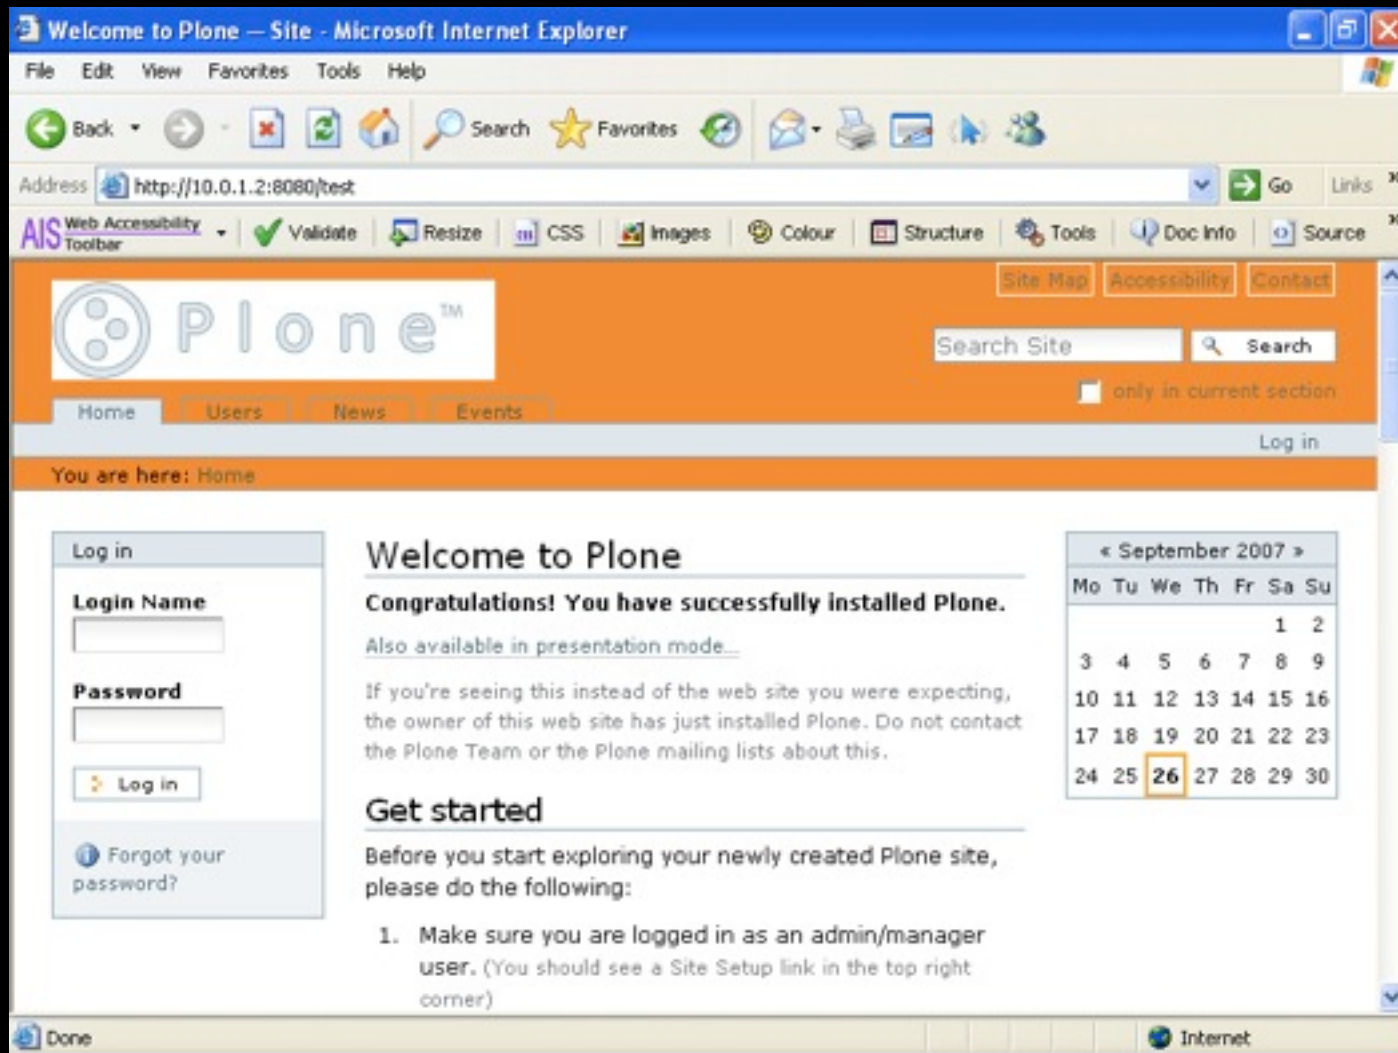 Welcome to Plone — Site - Microsoft Internet Explorer
File Edit View Favorites Tools Help
Back Search Favorites
Address http://10.0.1.2:8080/test Go Links
AIS Web Accessibility Toolbar Validate Resize CSS Images Colour Structure Tools Doc Info Source
Site Map Accessibility Contact
Plone™
Search Site Search
only in current section
Home Users News Events
Log in
You are here: Home
Log in
Login Name
Password
Log in
Forgot your
password?
Welcome to Plone
Congratulations! You have successfully installed Plone.
Also available in presentation mode...
If you're seeing this instead of the web site you were expecting,
the owner of this web site has just installed Plone. Do not contact
the Plone Team or the Plone mailing lists about this.
Get started
Before you start exploring your newly created Plone site,
please do the following:
1. Make sure you are logged in as an admin/manager
user. (You should see a Site Setup link in the top right
corner)
« September 2007 »
Mo Tu We Th Fr Sa Su
1 2
3 4 5 6 7 8 9
10 11 12 13 14 15 16
17 18 19 20 21 22 23
24 25 26 27 28 29 30
Done Internet